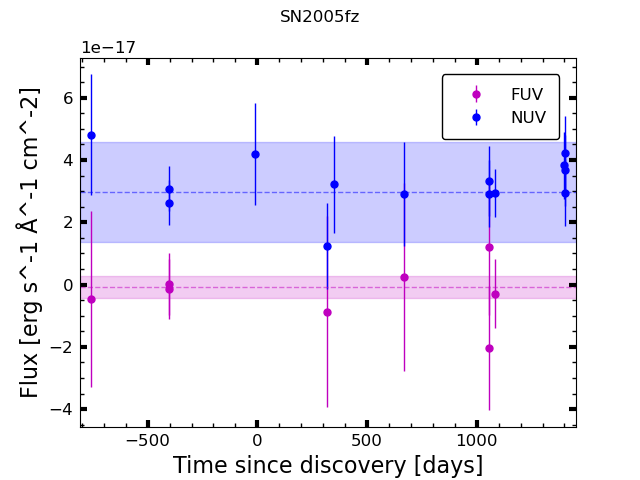 SN2005fz
1e−17
FUV
NUV
6
4
2
0
−2
−4
Flux [erg s^-1 Å^-1 cm^-2]
−500 0 500 1000
Time since discovery [days]